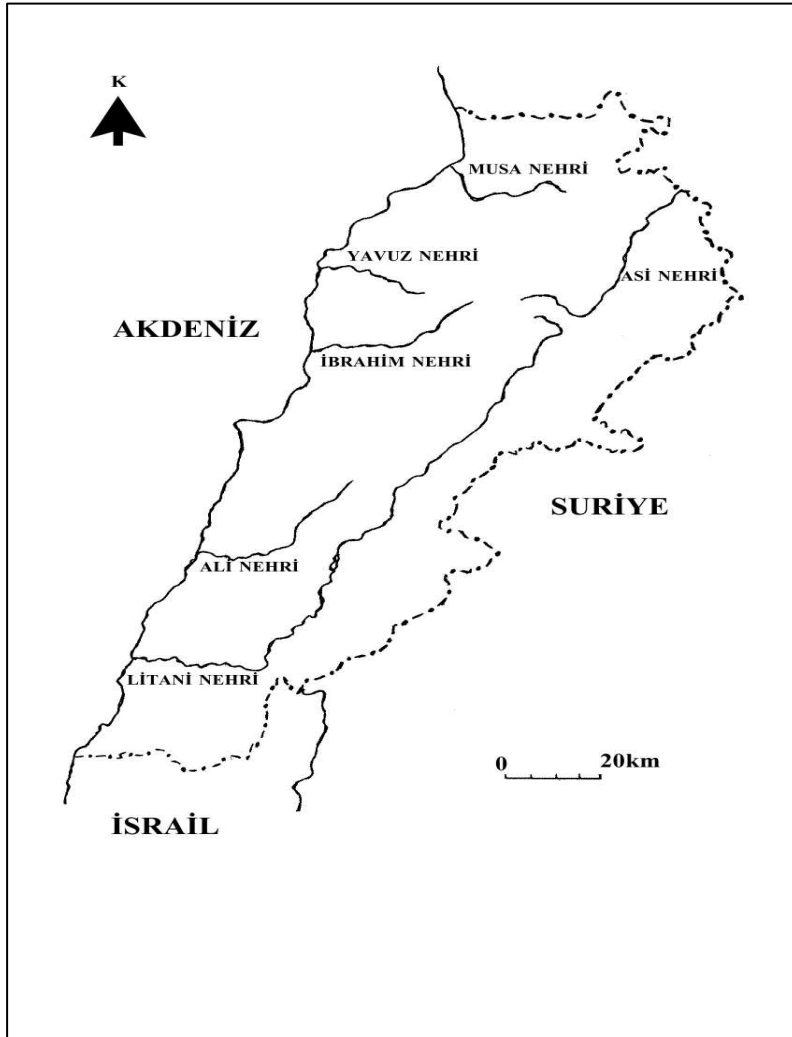 K
MUSA NEHRİ
YAVUZ NEHRİ
ASİ NEHRİ
AKDENİZ
İBRAHİM NEHRİ
SURİYE
ALİ NEHRİ
LİTANİ NEHRİ
0 20km
İSRAİL